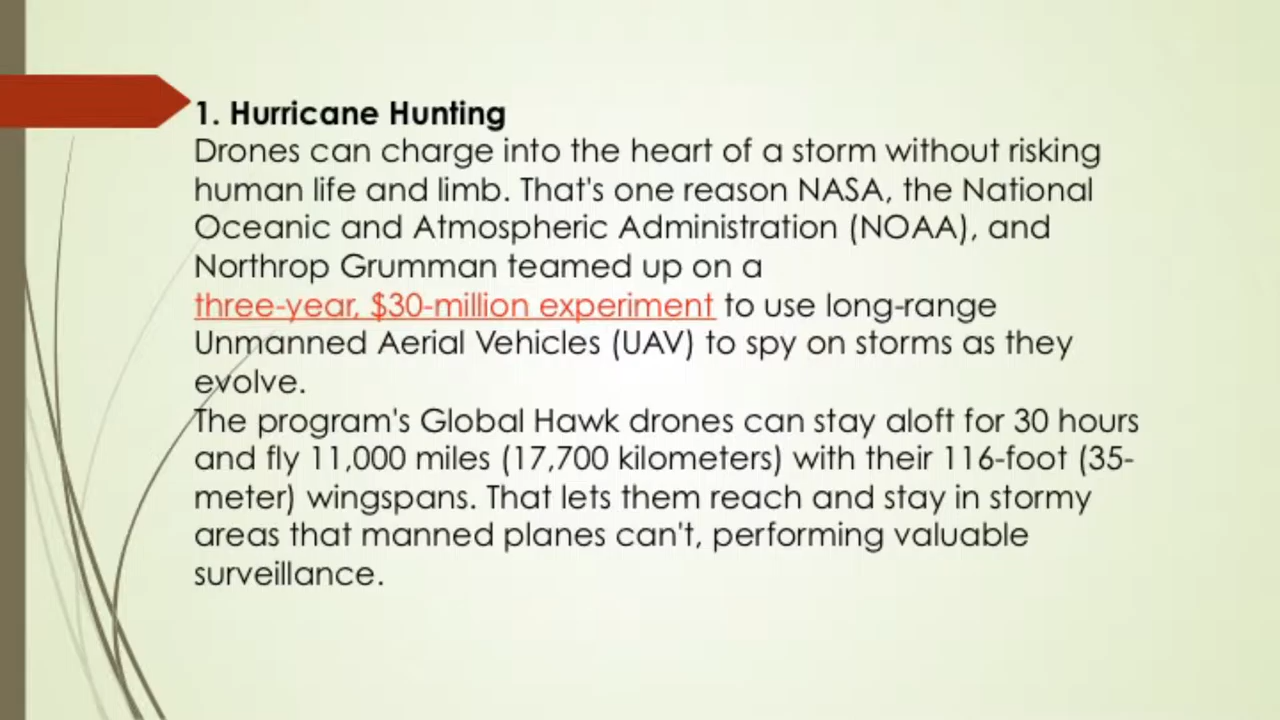 1. Hurricane Hunting
Drones can charge into the heart of a storm without risking
human life and limb. That's one reason NASA, the National
Oceanic and Atmospheric Administration (NOAA), and
Northrop Grumman teamed up on a
three-year, $30-million experiment to use long-range
Unmanned Aerial Vehicles (UAV) to spy on storms as they
evolve.
The program's Global Hawk drones can stay aloft for 30 hours
and fly 11,000 miles (17,700 kilometers) with their 116-foot (35-
meter) wingspans. That lets them reach and stay in stormy
areas that manned planes can't, performing valuable
surveillance.